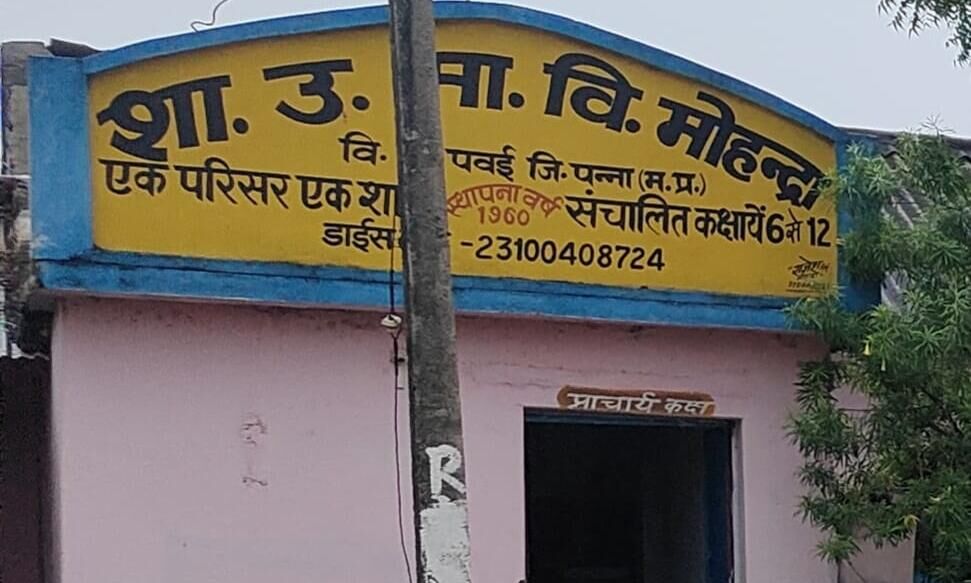 शा. उ. मा. वि. मोहन्द्रा
वि. पवई जि. पन्ना (म.प्र.)
एक परिसर एक शा स्थापना वर्ष 1960 संचालित कक्षायें 6 से 12
डाईस -23100408724
प्राचार्य कक्ष
R